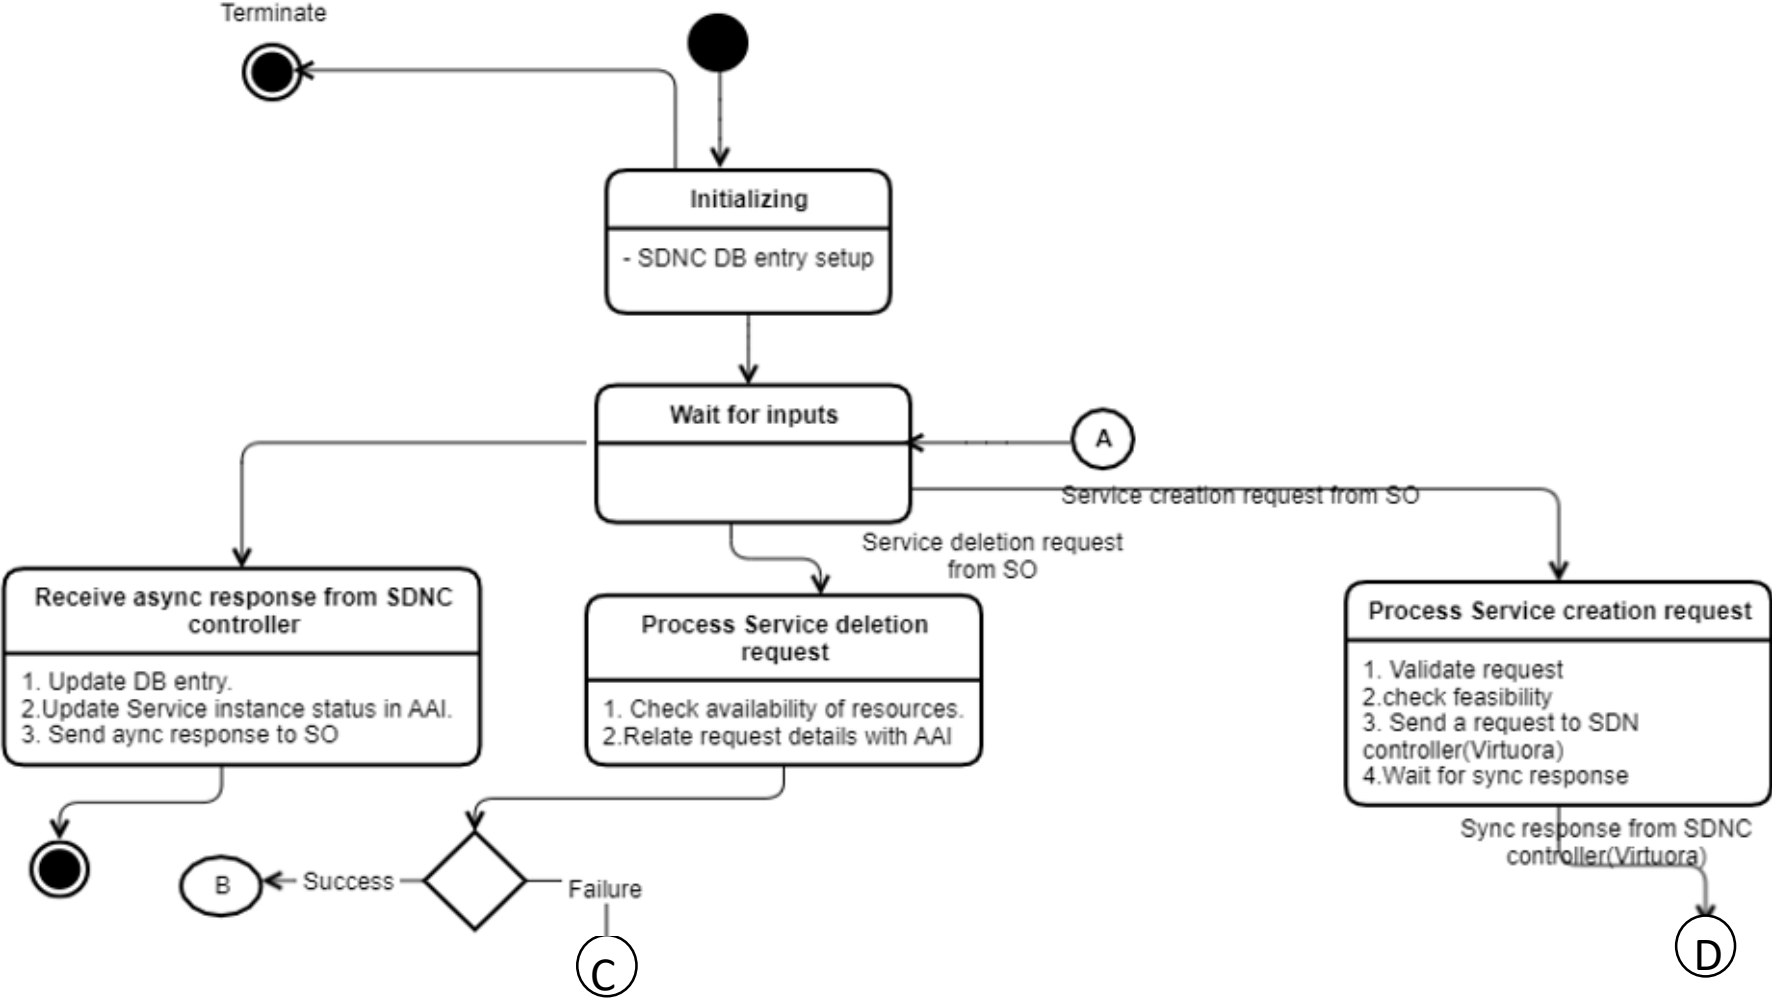 Terminate
Initializing
- SDNC DB entry setup
Wait for inputs
A
Service creation request from SO
Service deletion request
from SO
Receive async response from SDNC
controller
1. Update DB entry.
2.Update Service instance status in AAI.
3. Send aync response to SO
Process Service deletion
request
1. Check availability of resources.
2.Relate request details with AAI
Process Service creation request
1. Validate request
2.check feasibility
3. Send a request to SDN
controller(Virtuora)
4.Wait for sync response
Sync response from SDNC
controller(Virtuora)
B
Success
Failure
C
D